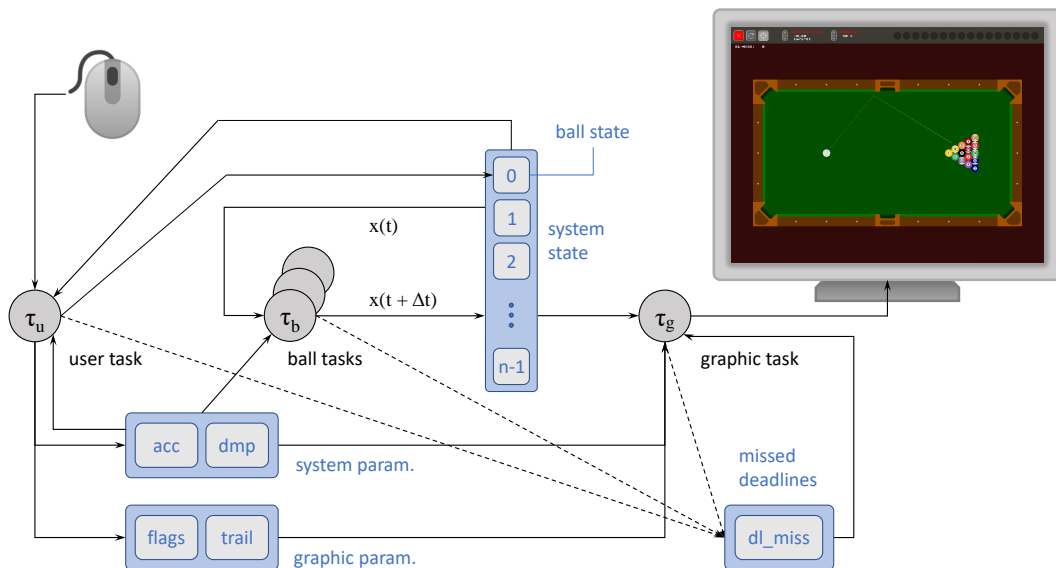 DL-MISS: 0
ball state
0
1
x(t)
system
state
2
x(t + Δt)
τu
τb
τg
user task
ball tasks
n-1
graphic task
acc
dmp
system param.
missed
deadlines
flags
trail
graphic param.
dl_miss